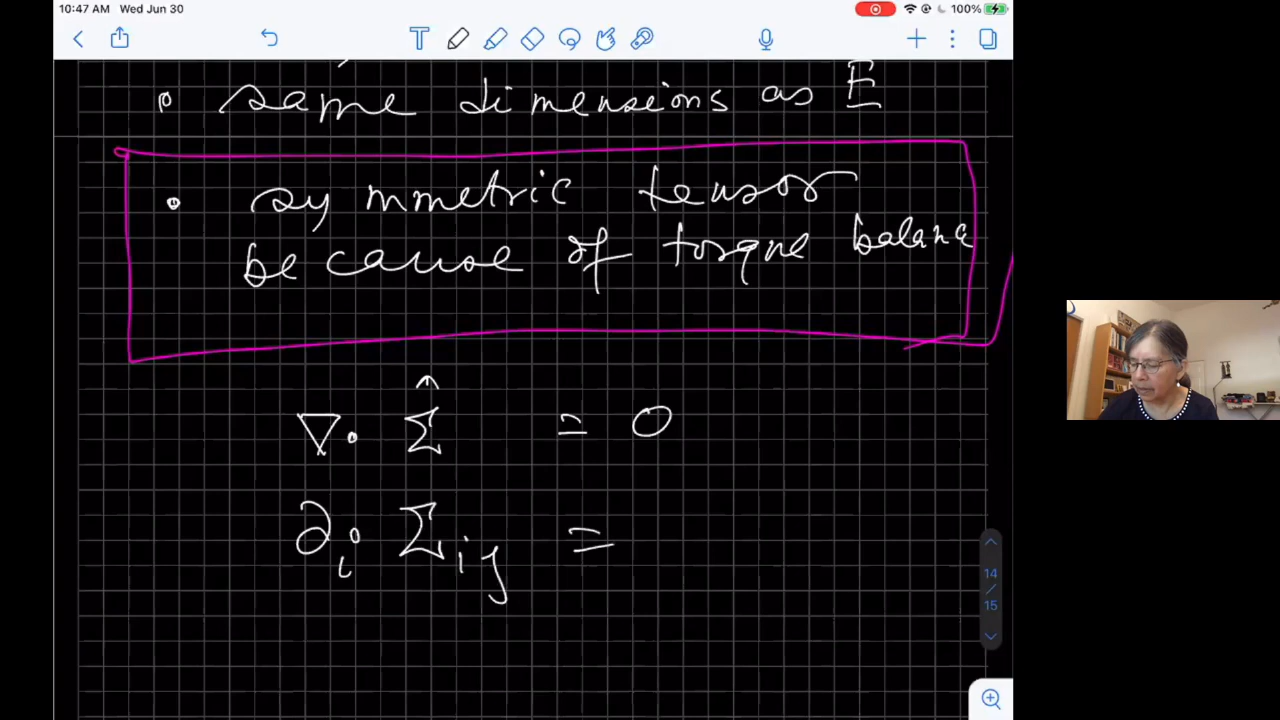 10:47 AM Wed Jun 30
100%
• same dimensions as E
• symmetric tensor
because of torque balanc
∇· Σ̂ = 0
∂i Σij =
14
/
15